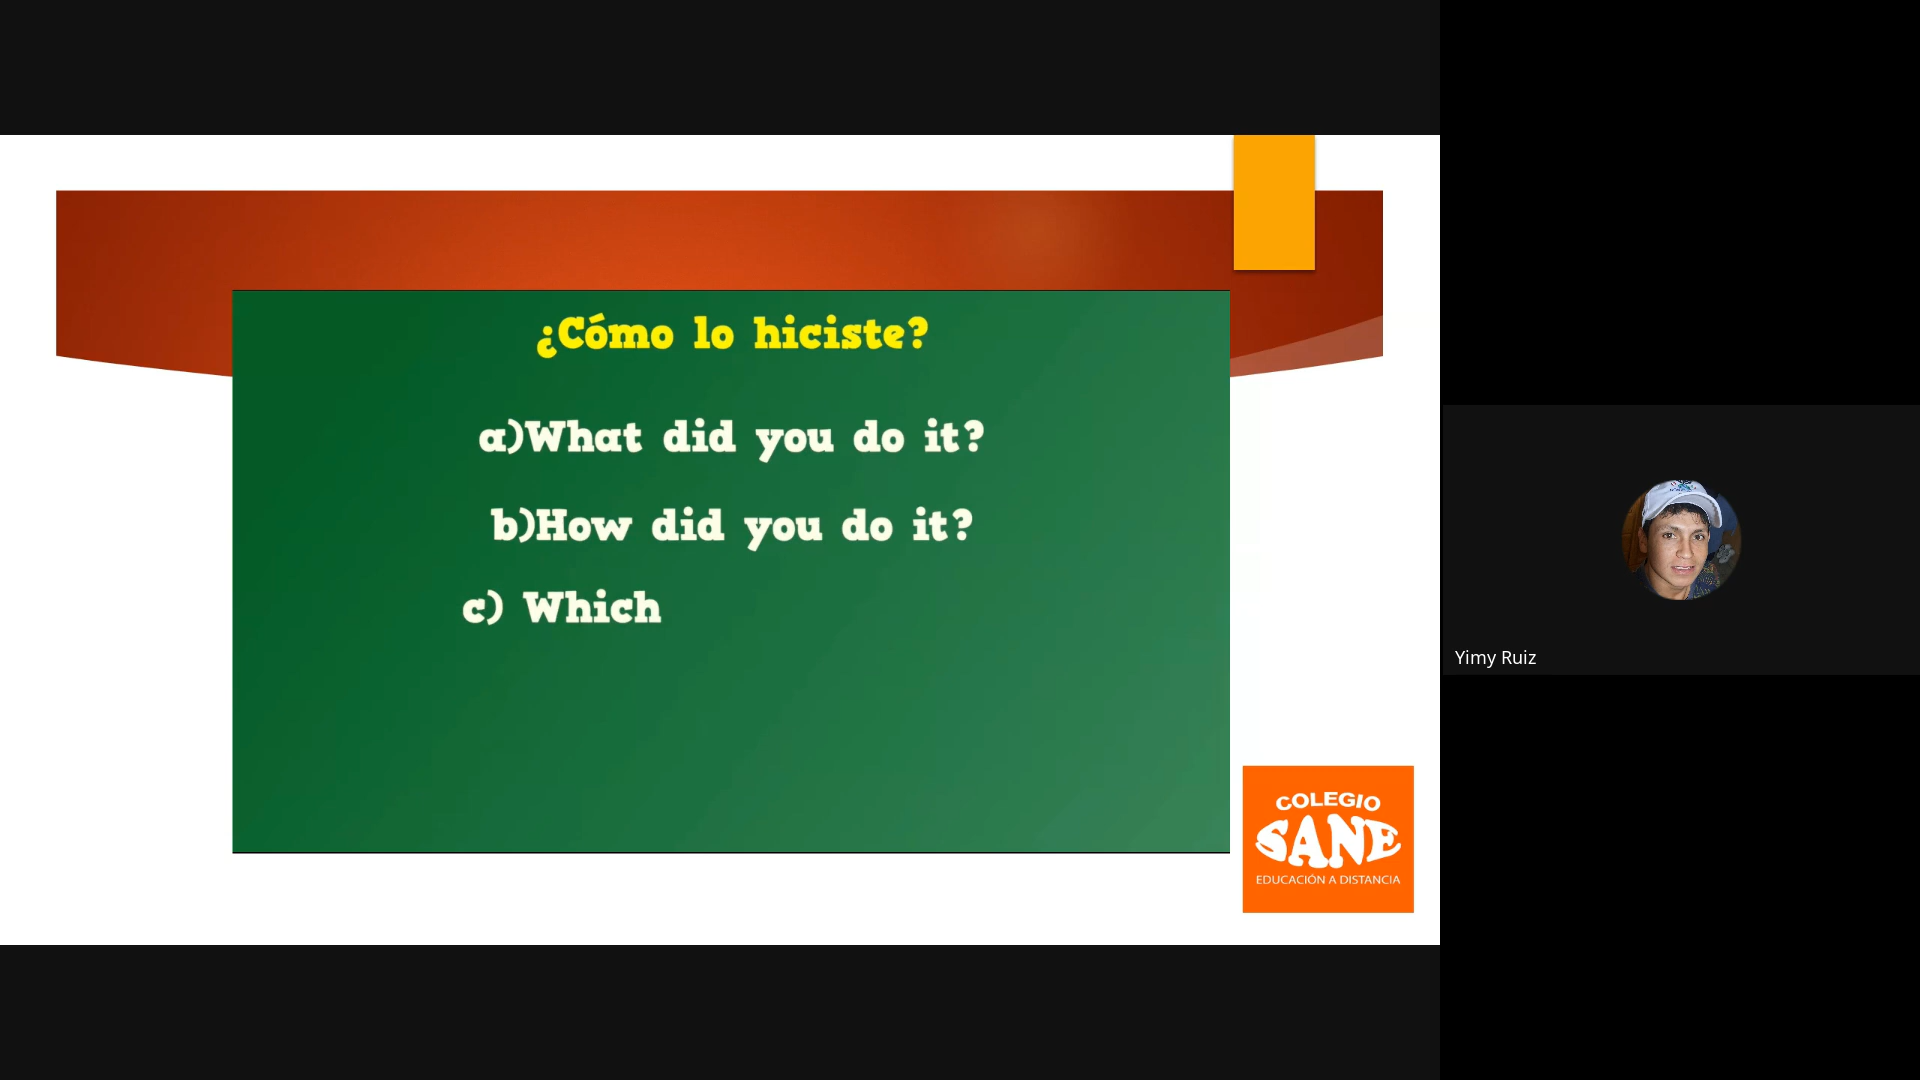 ¿Cómo lo hiciste?
a)What did you do it?
b)How did you do it?
c) Which
COLEGIO
SANE
EDUCACIÓN A DISTANCIA
Yimy Ruiz